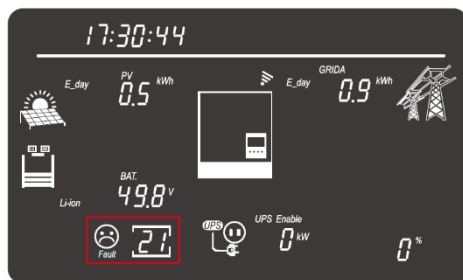 17:30:44
E_day PV 0.5 kWh E_day GRIDA 0.9 kWh
Li-ion BAT. 49.8 V
Fault 21 UPS UPS Enable 0 kW 0 %